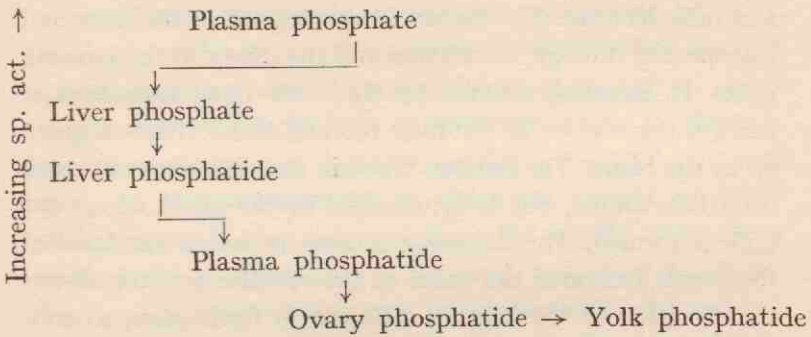 Increasing sp. act. →
Plasma phosphate
Liver phosphate
Liver phosphatide
Plasma phosphatide
Ovary phosphatide → Yolk phosphatide